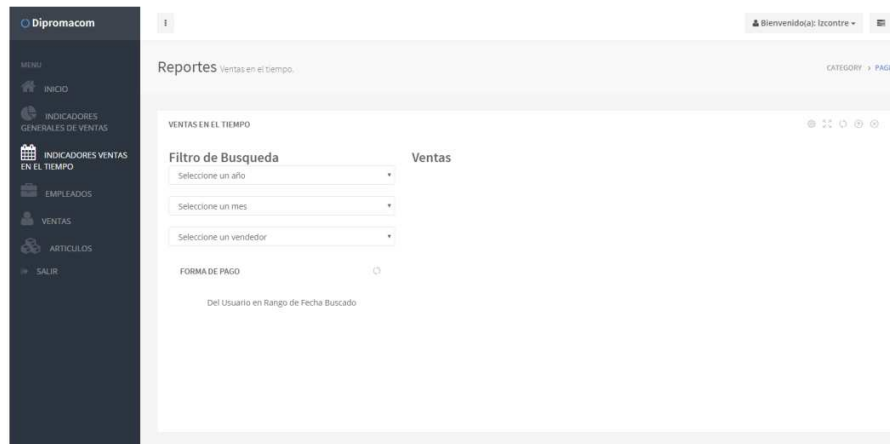 Dipromacom
Bienvenido(a): lzcontre
MENU
INICIO
INDICADORES
GENERALES DE VENTAS
INDICADORES VENTAS
EN EL TIEMPO
EMPLEADOS
VENTAS
ARTICULOS
SALIR
Reportes Ventas en el tiempo.
CATEGORY > PAGE
VENTAS EN EL TIEMPO
Filtro de Busqueda
Seleccione un año
Seleccione un mes
Seleccione un vendedor
FORMA DE PAGO
Del Usuario en Rango de Fecha Buscado
Ventas